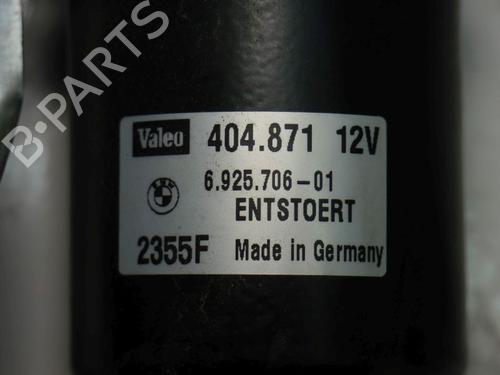 B-PARTS
Valeo 404.871 12V
6.925.706-01
ENTSTOERT
2355F Made in Germany